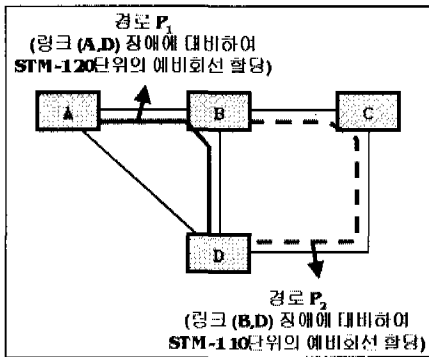 경로 P₁
(링크 (A,D) 장애에 대비하여
STM-1 20단위의 예비회선 할당)
A
B
C
D
경로 P₂
(링크 (B,D) 장애에 대비하여
STM-1 10단위의 예비회선 할당)